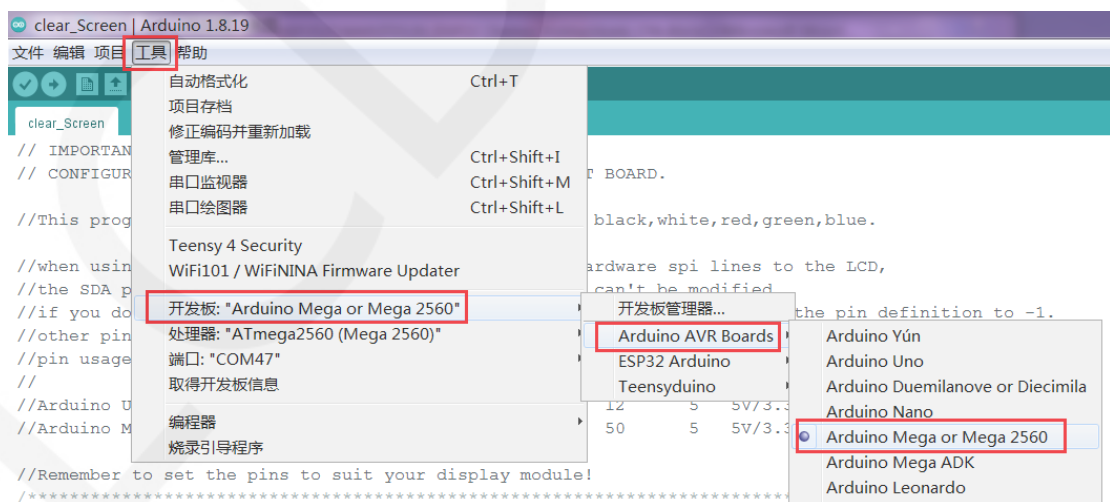 clear_Screen | Arduino 1.8.19
文件 编辑 项目 工具 帮助
clear_Screen
自动格式化 Ctrl+T
项目存档
修正编码并重新加载
管理库... Ctrl+Shift+I
串口监视器 Ctrl+Shift+M
串口绘图器 Ctrl+Shift+L
Teensy 4 Security
WiFi101 / WiFiNINA Firmware Updater
开发板: "Arduino Mega or Mega 2560"
处理器: "ATmega2560 (Mega 2560)"
端口: "COM47"
取得开发板信息
编程器
烧录引导程序
开发板管理器...
Arduino AVR Boards
ESP32 Arduino
Teensyduino
Arduino Yún
Arduino Uno
Arduino Duemilanove or Diecimila
Arduino Nano
Arduino Mega or Mega 2560
Arduino Mega ADK
Arduino Leonardo
// IMPORTAN
// CONFIGUR T BOARD.
//This prog black,white,red,green,blue.
//when usin ardware spi lines to the LCD,
//the SDA p can't be modified
//if you do the pin definition to -1.
//other pin
//pin usage
//
//Arduino U 12 5 5V/3.3
//Arduino M 50 5 5V/3.3
//Remember to set the pins to suit your display module!